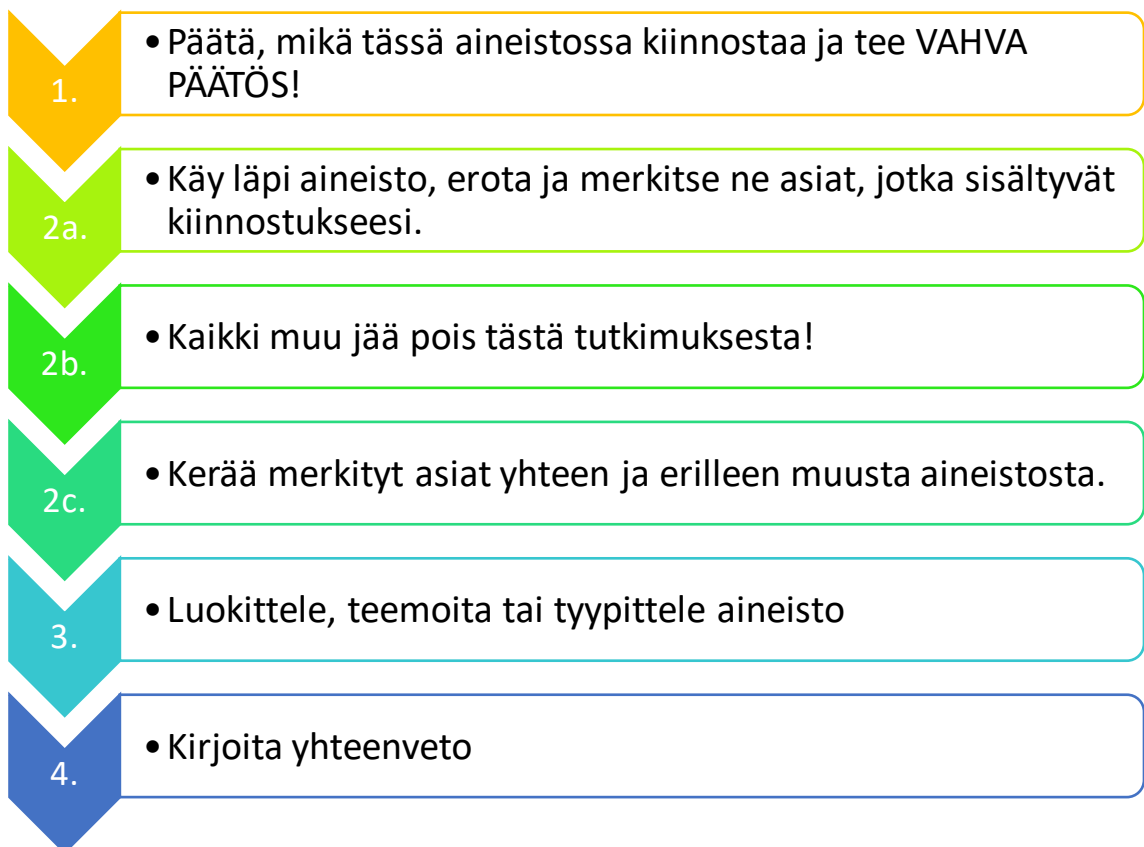 1.
• Päätä, mikä tässä aineistossa kiinnostaa ja tee VAHVA
PÄÄTÖS!
2a.
• Käy läpi aineisto, erota ja merkitse ne asiat, jotka sisältyvät
kiinnostukseesi.
2b.
• Kaikki muu jää pois tästä tutkimuksesta!
2c.
• Kerää merkityt asiat yhteen ja erilleen muusta aineistosta.
3.
• Luokittele, teemoita tai tyypittele aineisto
4.
• Kirjoita yhteenveto